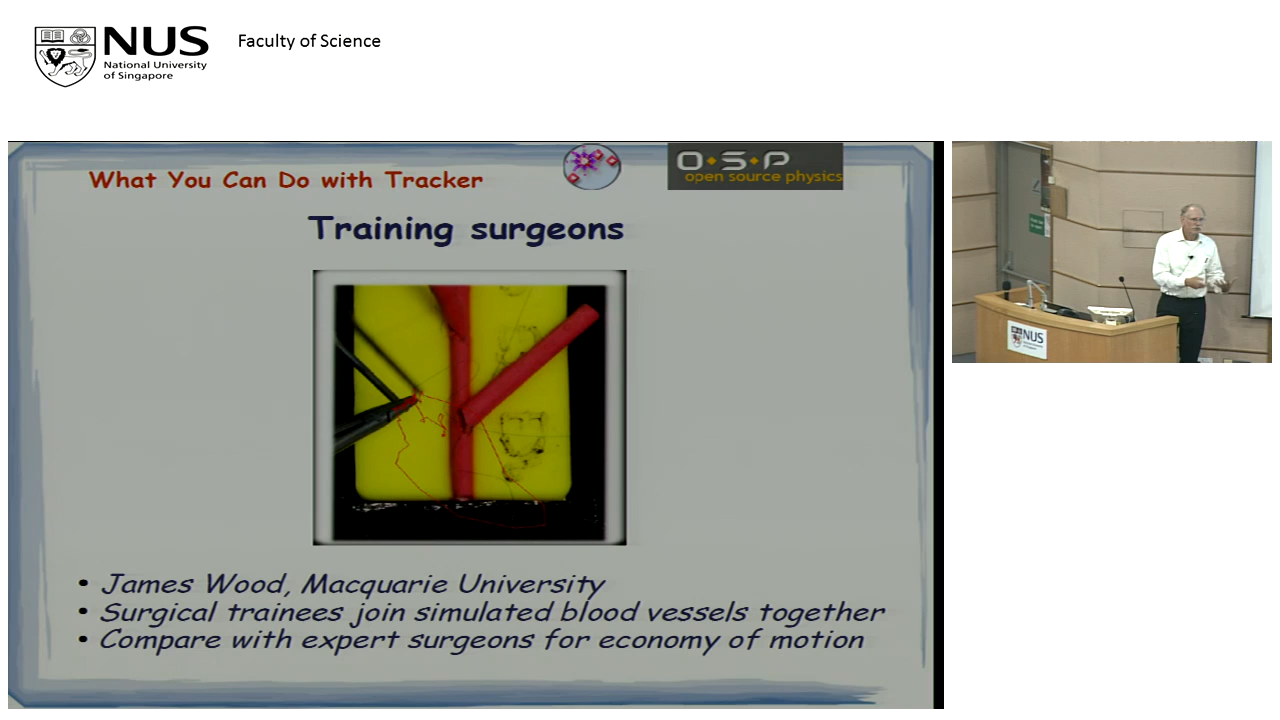 NUS
National University
of Singapore
Faculty of Science
What You Can Do with Tracker
O·S·P
open source physics
Training surgeons
• James Wood, Macquarie University
• Surgical trainees join simulated blood vessels together
• Compare with expert surgeons for economy of motion
NUS